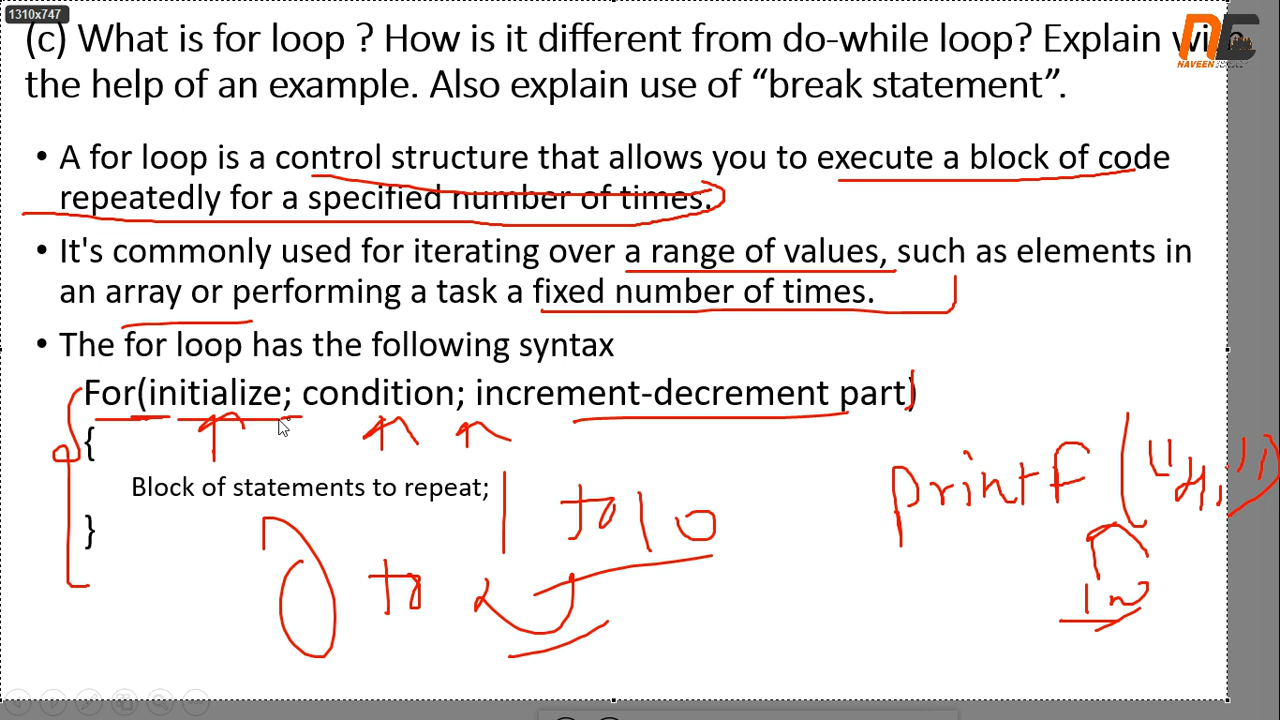 1310x747
(c) What is for loop ? How is it different from do-while loop? Explain
the help of an example. Also explain use of “break statement”.
NAVEEN
• A for loop is a control structure that allows you to execute a block of code
repeatedly for a specified number of times.
• It's commonly used for iterating over a range of values, such as elements in
an array or performing a task a fixed number of times.
• The for loop has the following syntax
For(initialize; condition; increment-decrement part)
{
Block of statements to repeat;
printf ("Hi")
}
1 to 10
to